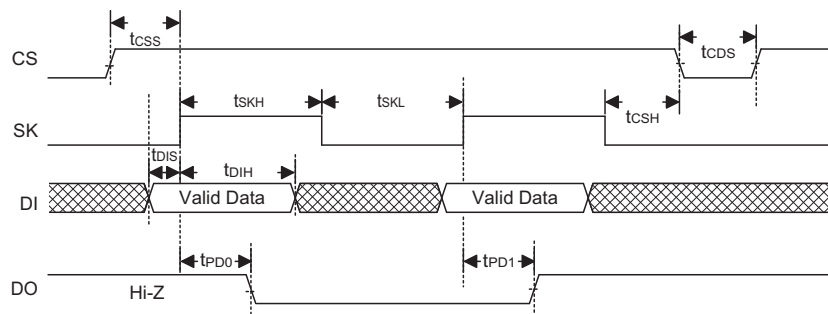 tCSS
CS
tCDS
tSKH
tSKL
SK
tCSH
tDIS
tDIH
DI
Valid Data
Valid Data
tPD0
tPD1
DO
Hi-Z